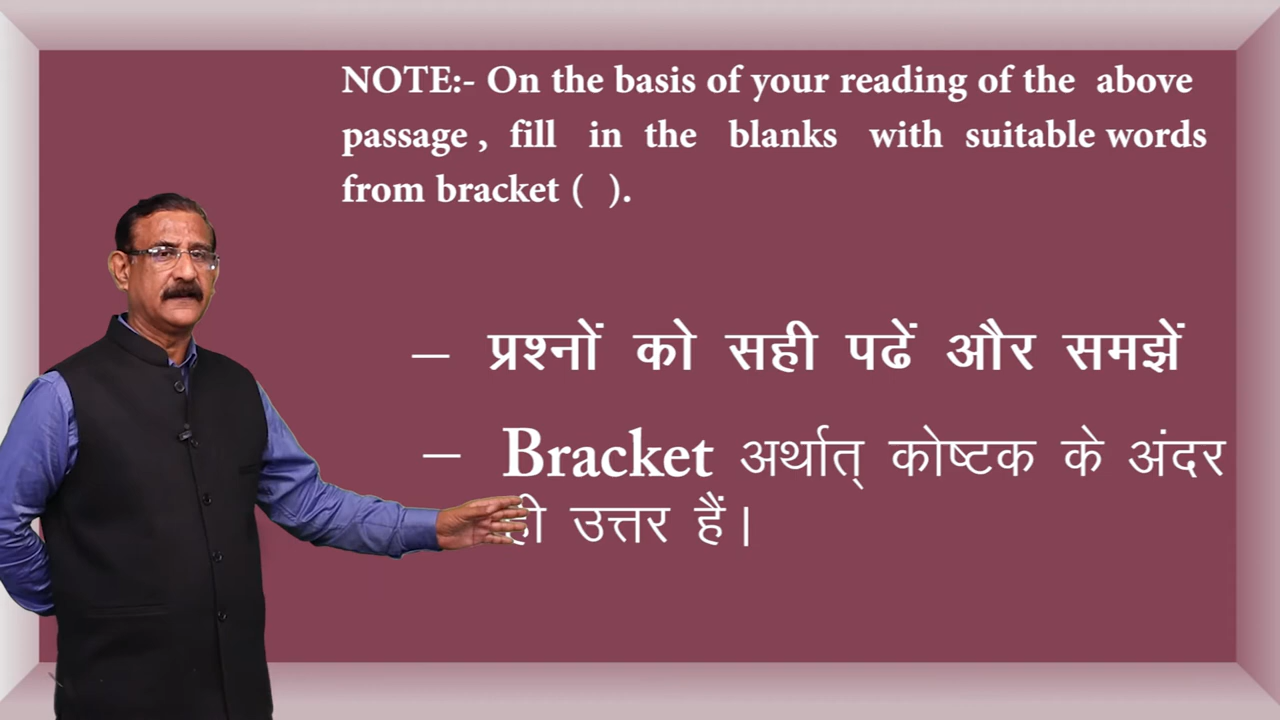 NOTE:- On the basis of your reading of the above
passage , fill in the blanks with suitable words
from bracket ( ).
– प्रश्नों को सही पढें और समझें
– Bracket अर्थात् कोष्टक के अंदर
ही उत्तर हैं।